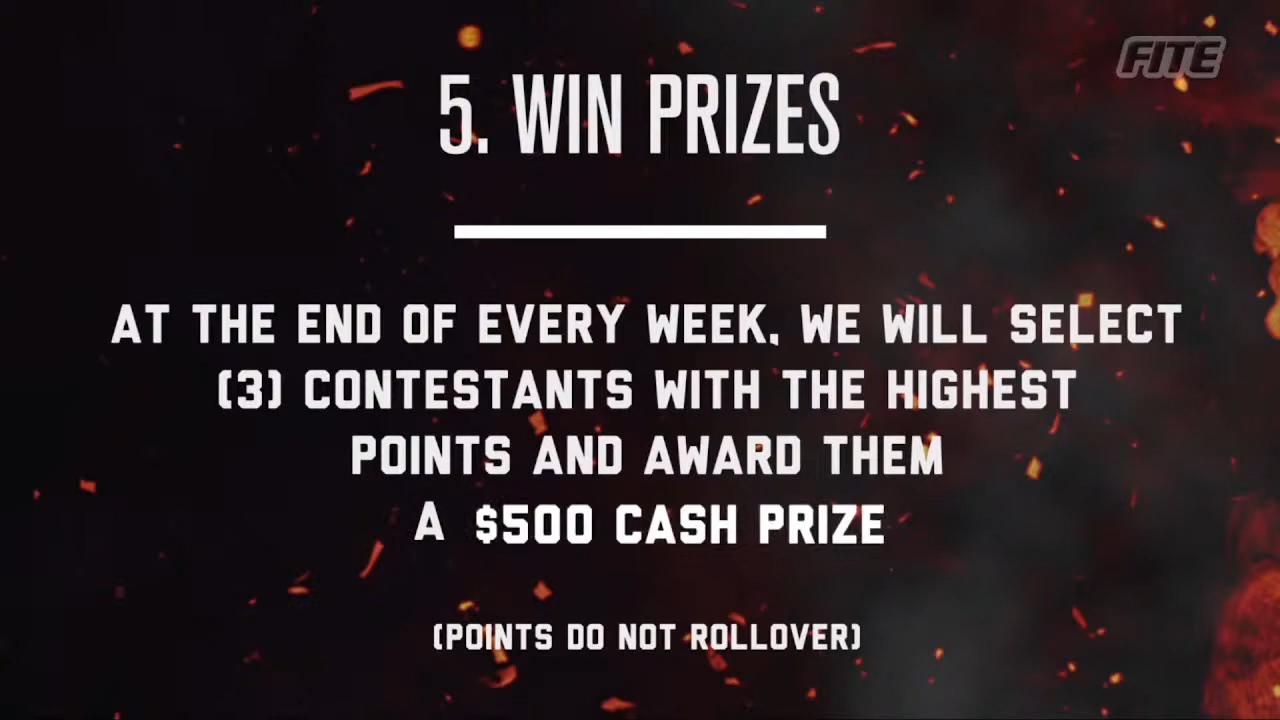 FITE
5. WIN PRIZES
AT THE END OF EVERY WEEK, WE WILL SELECT
(3) CONTESTANTS WITH THE HIGHEST
POINTS AND AWARD THEM
A $500 CASH PRIZE
(POINTS DO NOT ROLLOVER)